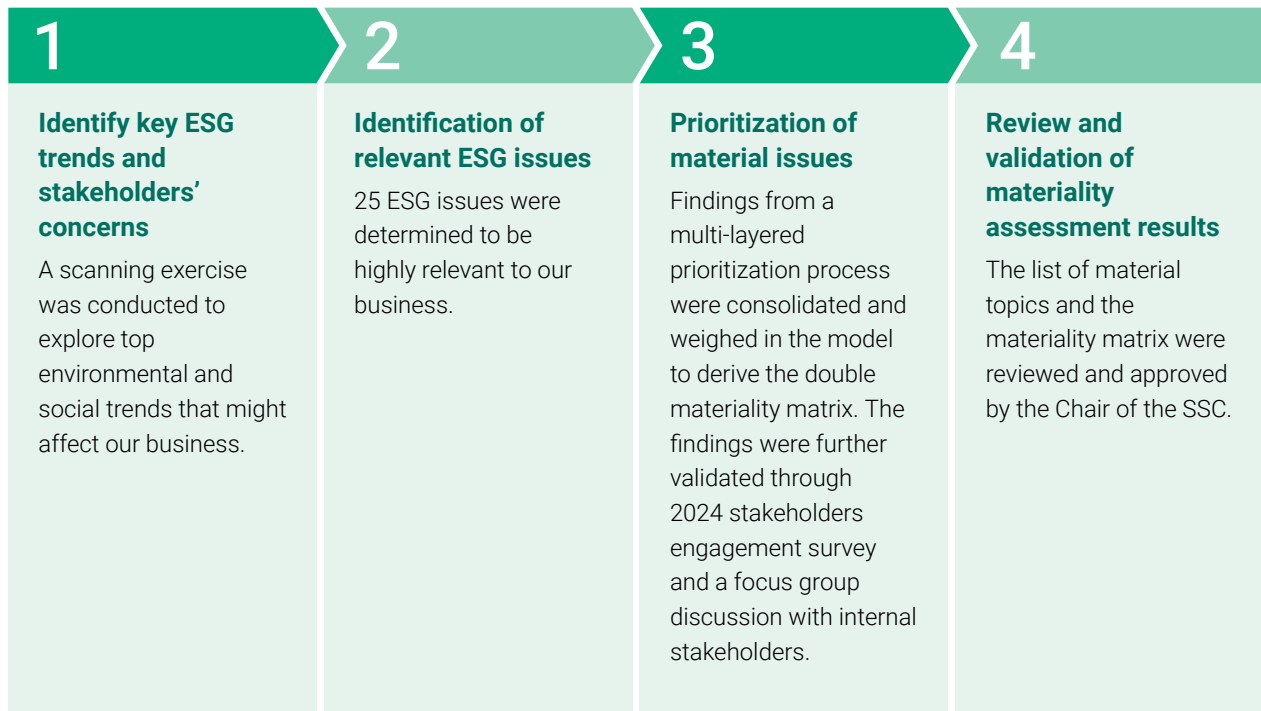 1
Identify key ESG
trends and
stakeholders’
concerns
A scanning exercise
was conducted to
explore top
environmental and
social trends that might
affect our business.
2
Identification of
relevant ESG issues
25 ESG issues were
determined to be
highly relevant to our
business.
3
Prioritization of
material issues
Findings from a
multi-layered
prioritization process
were consolidated and
weighed in the model
to derive the double
materiality matrix. The
findings were further
validated through
2024 stakeholders
engagement survey
and a focus group
discussion with internal
stakeholders.
4
Review and
validation of
materiality
assessment results
The list of material
topics and the
materiality matrix were
reviewed and approved
by the Chair of the SSC.